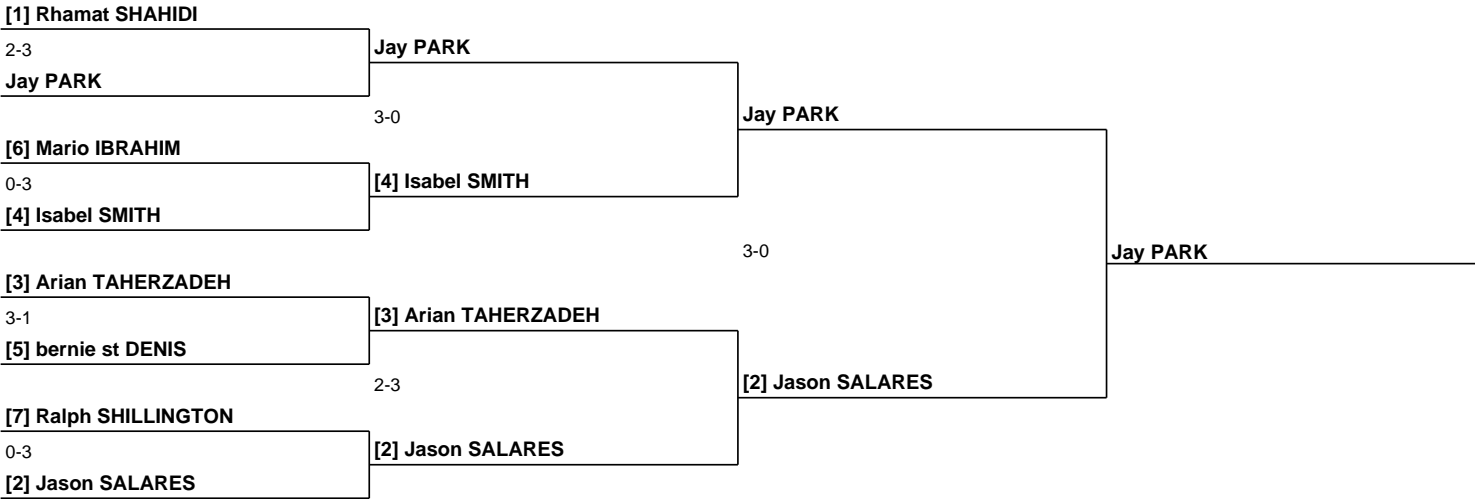 [1] Rhamat SHAHIDI
2-3
Jay PARK
Jay PARK
3-0
Jay PARK
[6] Mario IBRAHIM
0-3
[4] Isabel SMITH
[4] Isabel SMITH
3-0
Jay PARK
[3] Arian TAHERZADEH
3-1
[3] Arian TAHERZADEH
[5] bernie st DENIS
2-3
[2] Jason SALARES
[7] Ralph SHILLINGTON
0-3
[2] Jason SALARES
[2] Jason SALARES